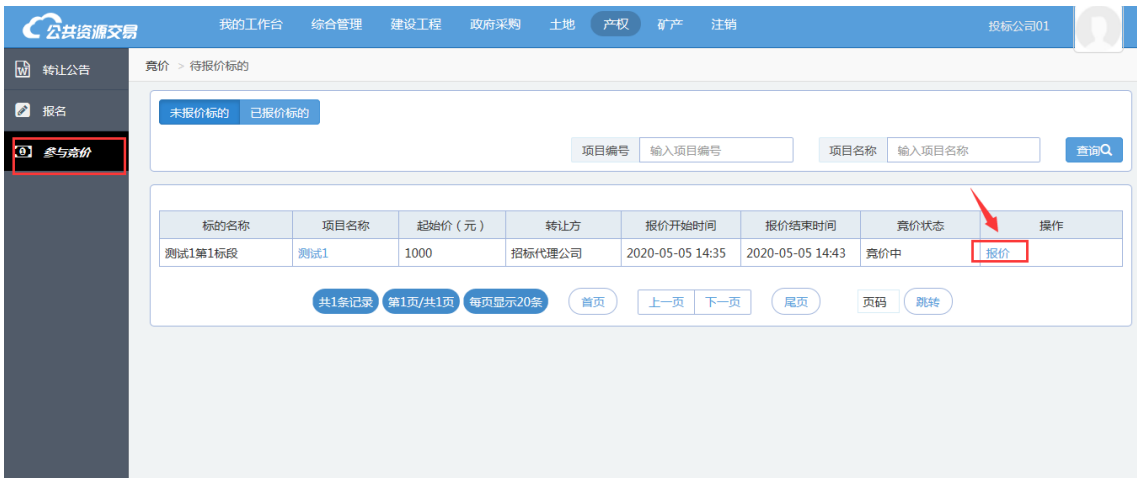 公共资源交易 我的工作台 综合管理 建设工程 政府采购 土地 产权 矿产 注销 投标公司01
转让公告
报名
参与竞价
竞价 > 待报价标的
未报价标的 已报价标的
项目编号 输入项目编号 项目名称 输入项目名称 查询
标的名称 项目名称 起始价（元） 转让方 报价开始时间 报价结束时间 竞价状态 操作
测试1第1标段 测试1 1000 招标代理公司 2020-05-05 14:35 2020-05-05 14:43 竞价中 报价
共1条记录 第1页/共1页 每页显示20条 首页 上一页 下一页 尾页 页码 跳转